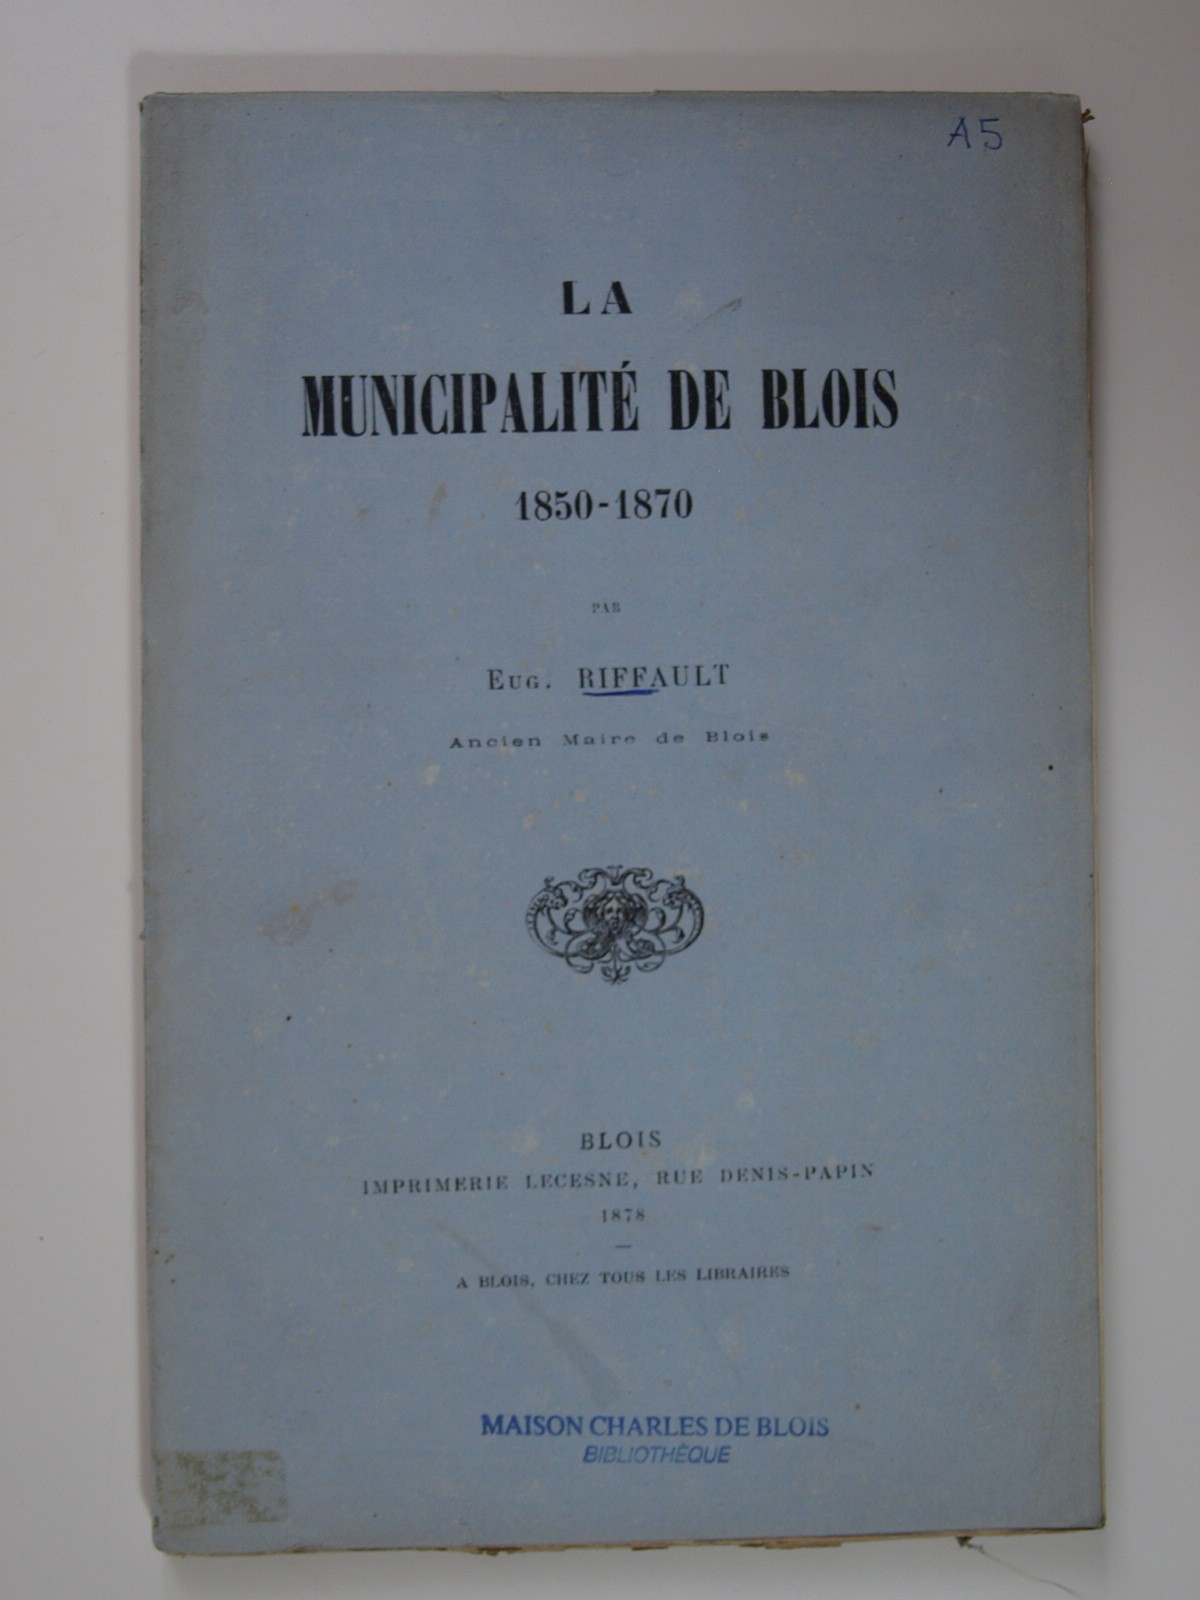 A5
LA
MUNICIPALITÉ DE BLOIS
1850-1870
PAR
EUG. RIFFAULT
Ancien Maire de Blois
BLOIS
IMPRIMERIE LECESNE, RUE DENIS-PAPIN
1878
A BLOIS, CHEZ TOUS LES LIBRAIRES
MAISON CHARLES DE BLOIS
BIBLIOTHÈQUE